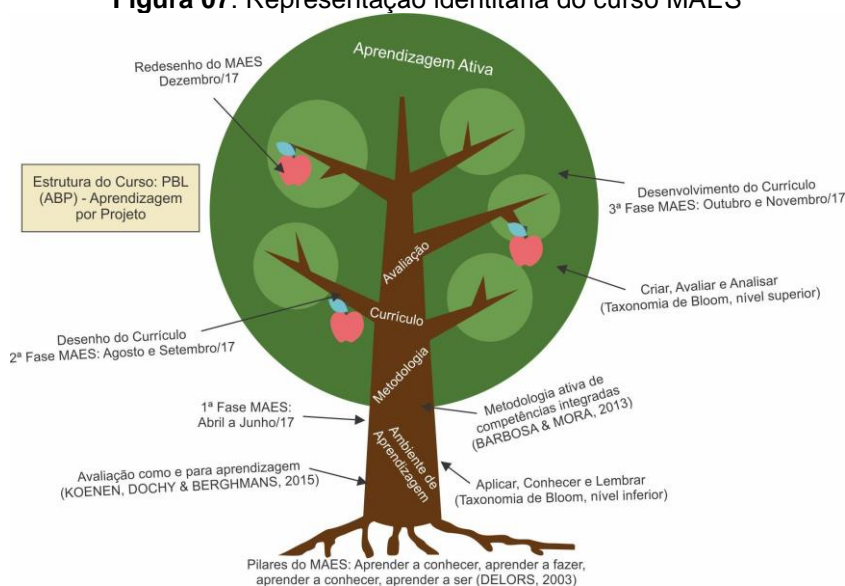 Figura 07: Representação identitária do curso MAES
Aprendizagem Ativa
Redesenho do MAES
Dezembro/17
Estrutura do Curso: PBL
(ABP) - Aprendizagem
por Projeto
Desenvolvimento do Currículo
3ª Fase MAES: Outubro e Novembro/17
Avaliação
Criar, Avaliar e Analisar
(Taxonomia de Bloom, nível superior)
Currículo
Desenho do Currículo
2ª Fase MAES: Agosto e Setembro/17
Metodologia
1ª Fase MAES:
Abril a Junho/17
Metodologia ativa de
competências integradas
(BARBOSA & MORA, 2013)
Ambiente de
Aprendizagem
Avaliação como e para aprendizagem
(KOENEN, DOCHY & BERGHMANS, 2015)
Aplicar, Conhecer e Lembrar
(Taxonomia de Bloom, nível inferior)
Pilares do MAES: Aprender a conhecer, aprender a fazer,
aprender a conhecer, aprender a ser (DELORS, 2003)